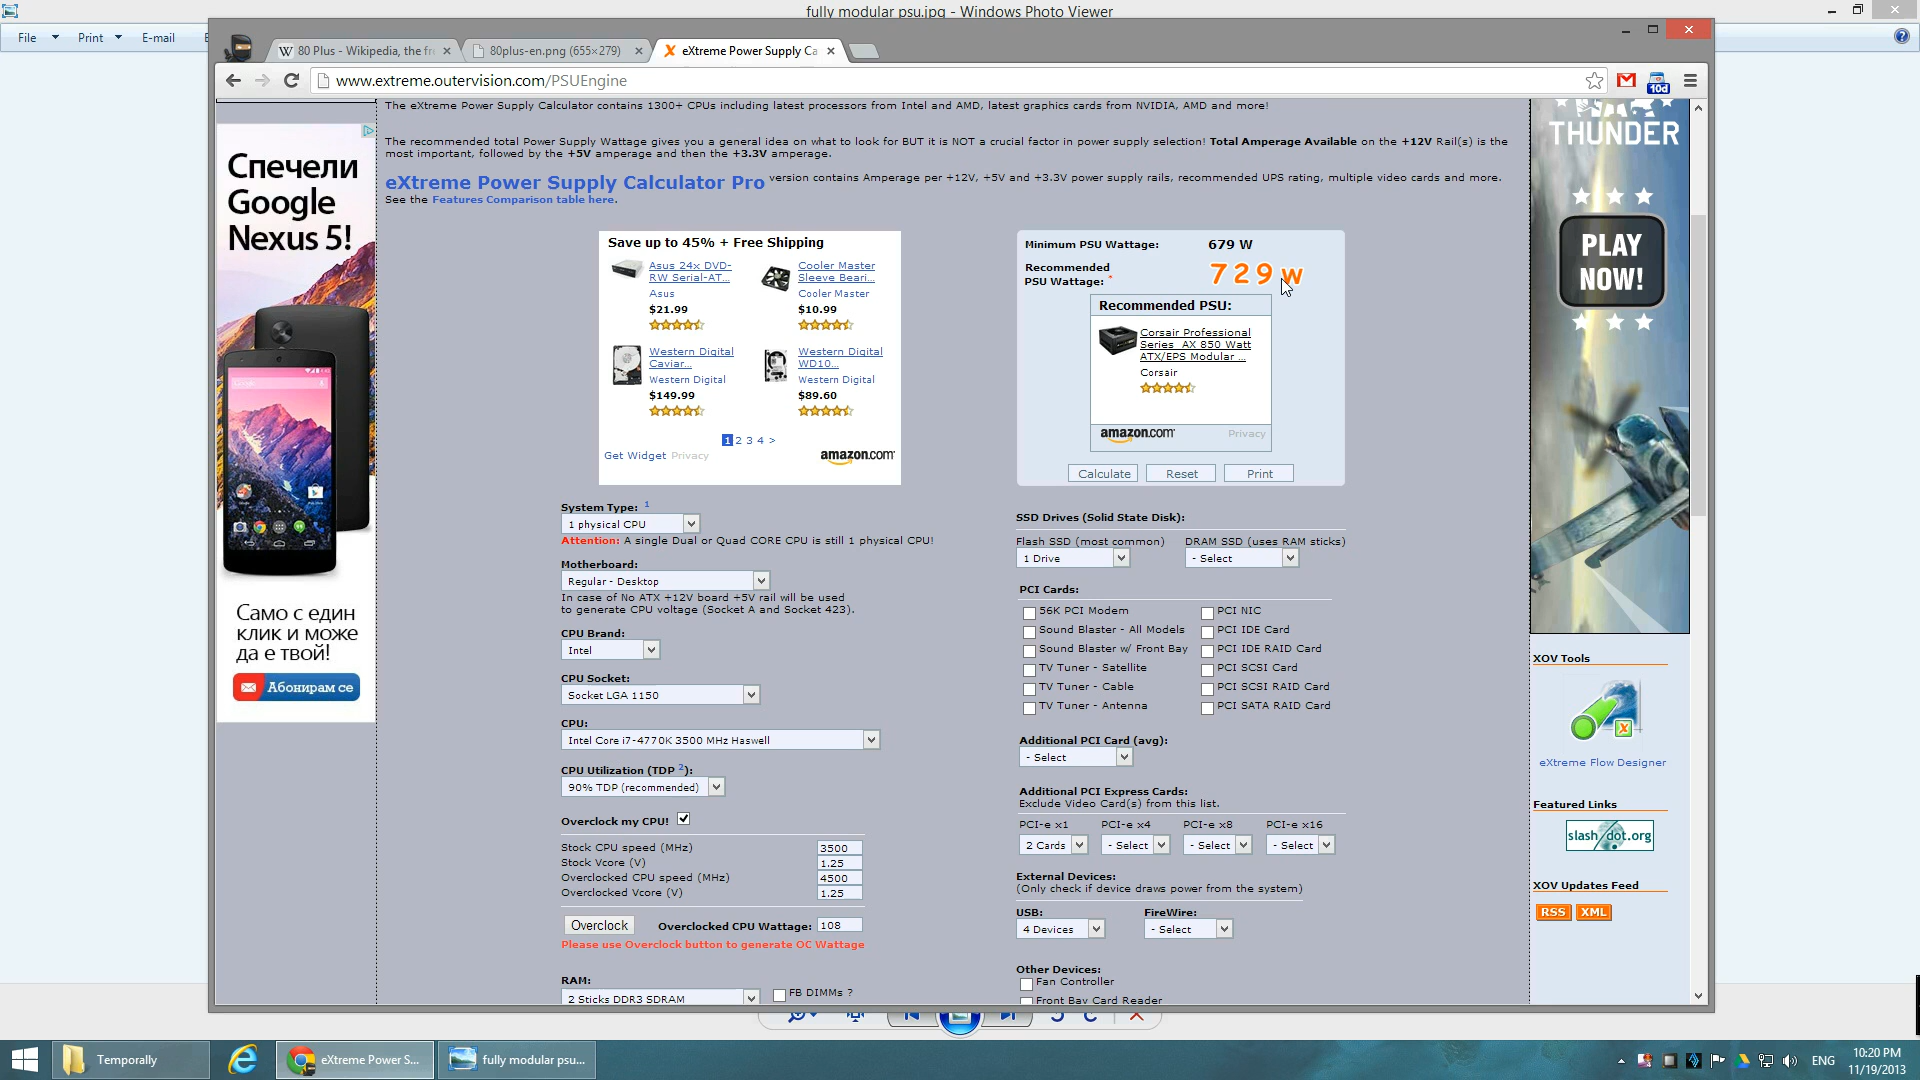 fully modular psu.jpg - Windows Photo Viewer
File Print E-mail
80 Plus - Wikipedia, the fr
80plus-en.png (655×279)
eXtreme Power Supply Ca
www.extreme.outervision.com/PSUEngine
10d
The eXtreme Power Supply Calculator contains 1300+ CPUs including latest processors from Intel and AMD, latest graphics cards from NVIDIA, AMD and more!
The recommended total Power Supply Wattage gives you a general idea on what to look for BUT it is NOT a crucial factor in power supply selection! Total Amperage Available on the +12V Rail(s) is the
most important, followed by the +5V amperage and then the +3.3V amperage.
eXtreme Power Supply Calculator Pro version contains Amperage per +12V, +5V and +3.3V power supply rails, recommended UPS rating, multiple video cards and more.
See the Features Comparison table here.
Спечели
Google
Nexus 5!
Само с един
клик и може
да е твой!
Абонирам се
Save up to 45% + Free Shipping
Asus 24x DVD-
RW Serial-AT...
Asus
$21.99
Cooler Master
Sleeve Beari...
Cooler Master
$10.99
Western Digital
Caviar...
Western Digital
$149.99
Western Digital
WD10...
Western Digital
$89.60
1 2 3 4 >
Get Widget Privacy
amazon.com
Minimum PSU Wattage: 679 W
Recommended
PSU Wattage: * 729 W
Recommended PSU:
Corsair Professional
Series AX 850 Watt
ATX/EPS Modular ...
Corsair
amazon.com Privacy
Calculate Reset Print
System Type: 1
1 physical CPU
Attention: A single Dual or Quad CORE CPU is still 1 physical CPU!
Motherboard:
Regular - Desktop
In case of No ATX +12V board +5V rail will be used
to generate CPU voltage (Socket A and Socket 423).
CPU Brand:
Intel
CPU Socket:
Socket LGA 1150
CPU:
Intel Core i7-4770K 3500 MHz Haswell
CPU Utilization (TDP 2):
90% TDP (recommended)
Overclock my CPU!
Stock CPU speed (MHz) 3500
Stock Vcore (V) 1.25
Overclocked CPU speed (MHz) 4500
Overclocked Vcore (V) 1.25
Overclock Overclocked CPU Wattage: 108
Please use Overclock button to generate OC Wattage
RAM:
2 Sticks DDR3 SDRAM FB DIMMs ?
SSD Drives (Solid State Disk):
Flash SSD (most common) DRAM SSD (uses RAM sticks)
1 Drive - Select
PCI Cards:
56K PCI Modem PCI NIC
Sound Blaster - All Models PCI IDE Card
Sound Blaster w/ Front Bay PCI IDE RAID Card
TV Tuner - Satellite PCI SCSI Card
TV Tuner - Cable PCI SCSI RAID Card
TV Tuner - Antenna PCI SATA RAID Card
Additional PCI Card (avg):
- Select
Additional PCI Express Cards:
Exclude Video Card(s) from this list.
PCI-e x1 PCI-e x4 PCI-e x8 PCI-e x16
2 Cards - Select - Select - Select
External Devices:
(Only check if device draws power from the system)
USB: FireWire:
4 Devices - Select
Other Devices:
Fan Controller
Front Bay Card Reader
THUNDER
PLAY
NOW!
XOV Tools
eXtreme Flow Designer
Featured Links
slashdot.org
XOV Updates Feed
RSS XML
Temporally
eXtreme Power S...
fully modular psu...
ENG
10:20 PM
11/19/2013